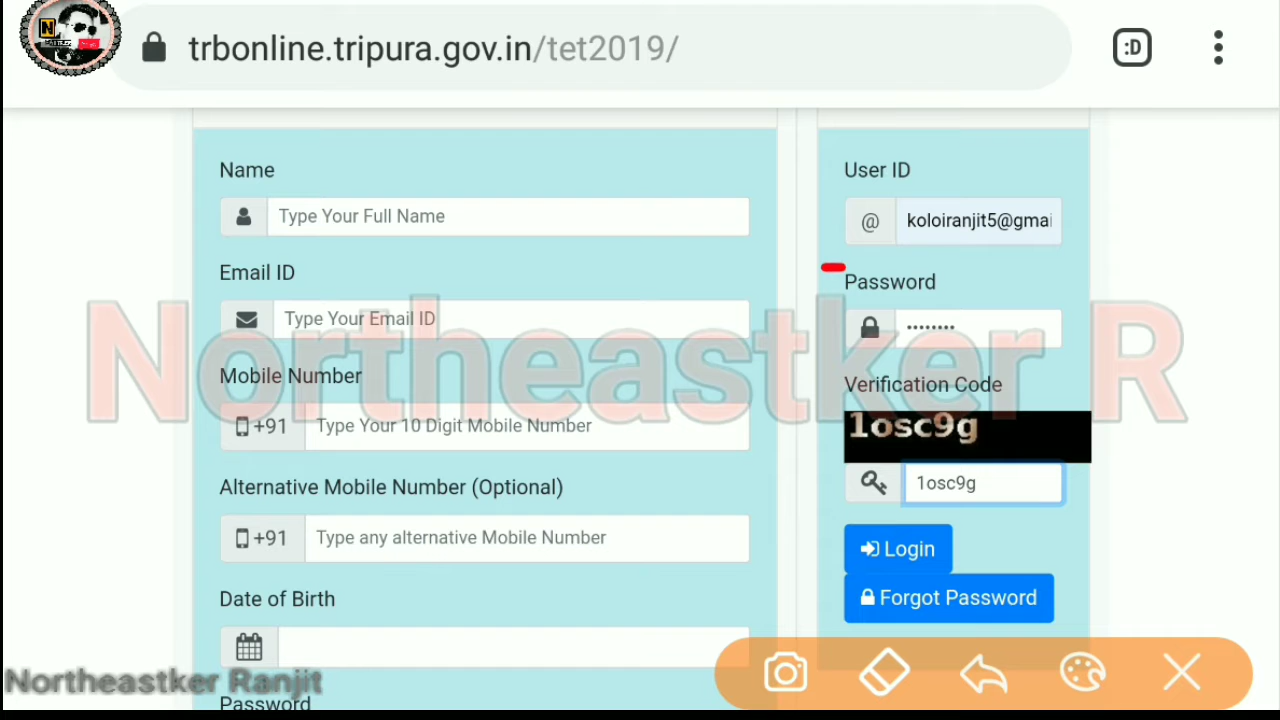 trbonline.tripura.gov.in/tet2019/
:D
Name
Type Your Full Name
Email ID
Type Your Email ID
Mobile Number
+91 Type Your 10 Digit Mobile Number
Alternative Mobile Number (Optional)
+91 Type any alternative Mobile Number
Date of Birth
Password
User ID
@ koloiranjit5@gmai
Password
••••••••
Verification Code
1osc9g
1osc9g
Login
Forgot Password
Northeastker R
Northeastker Ranjit